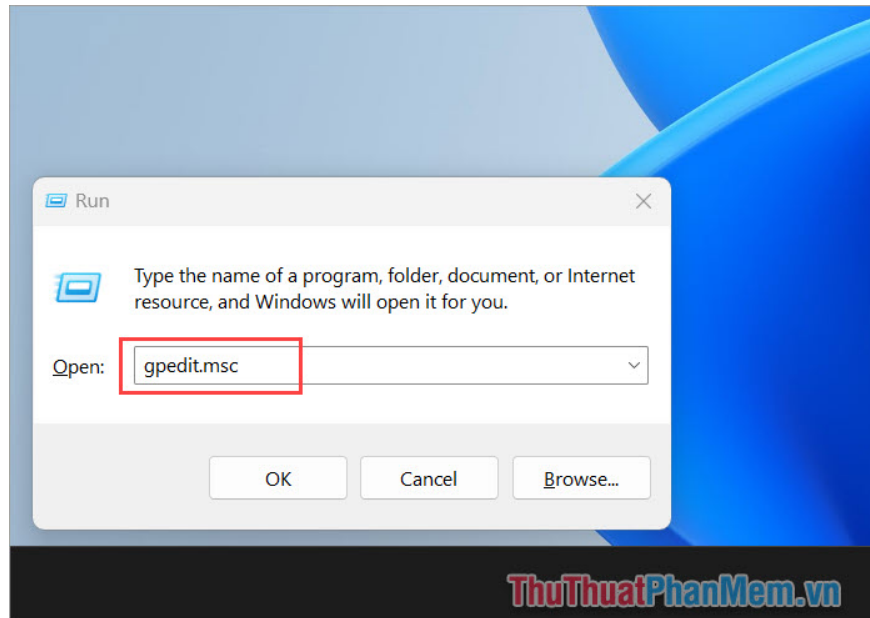 Run
Type the name of a program, folder, document, or Internet
resource, and Windows will open it for you.
Open:
gpedit.msc
OK
Cancel
Browse...
ThuThuatPhanMem.vn